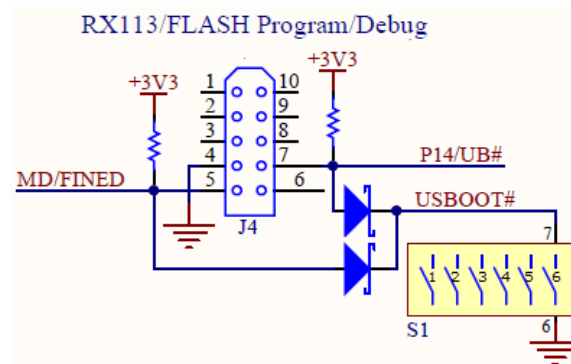 RX113/FLASH Program/Debug
+3V3
+3V3
1 10
2 9
3 8
4 7
5 6
P14/UB#
MD/FINED
USBOOT#
J4
7
1 2 3 4 5 6
S1
6